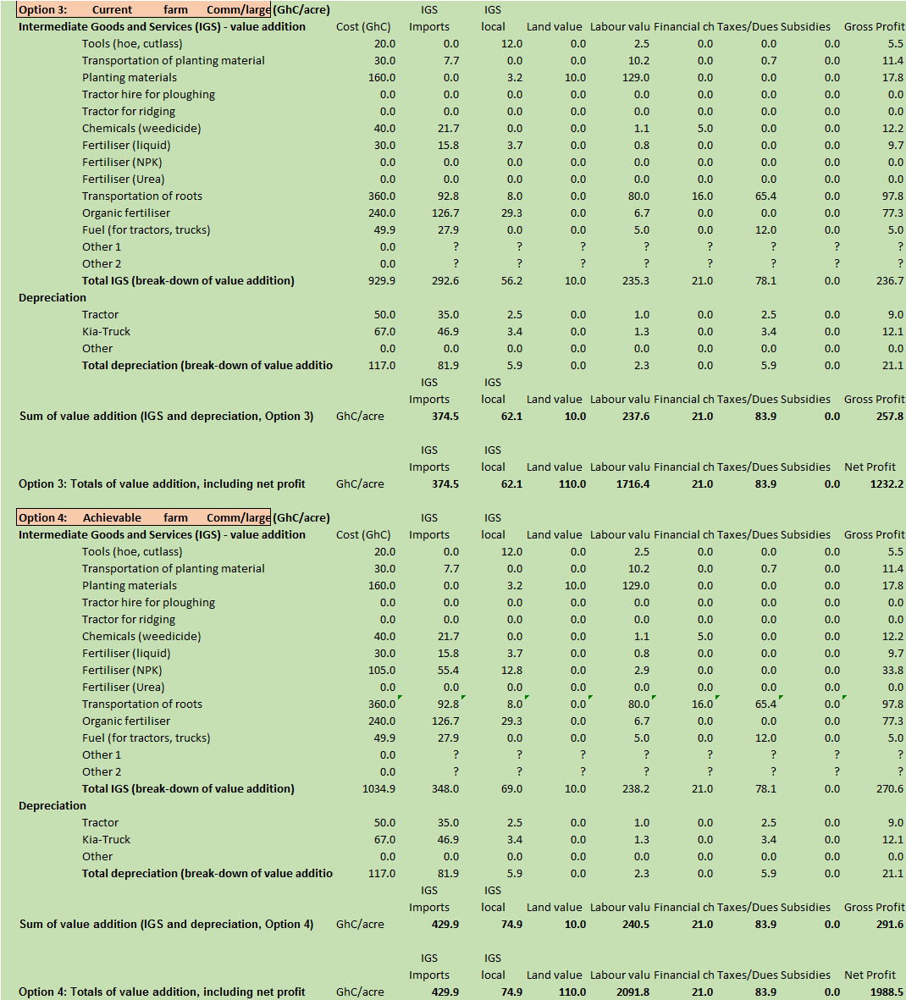 Option 3: Current farm Comm/large (GhC/acre) IGS IGS
Intermediate Goods and Services (IGS) - value addition Cost (GhC) Imports local Land value Labour valu Financial ch Taxes/Dues Subsidies Gross Profit
Tools (hoe, cutlass) 20.0 0.0 12.0 0.0 2.5 0.0 0.0 0.0 5.5
Transportation of planting material 30.0 7.7 0.0 0.0 10.2 0.0 0.7 0.0 11.4
Planting materials 160.0 0.0 3.2 10.0 129.0 0.0 0.0 0.0 17.8
Tractor hire for ploughing 0.0 0.0 0.0 0.0 0.0 0.0 0.0 0.0 0.0
Tractor for ridging 0.0 0.0 0.0 0.0 0.0 0.0 0.0 0.0 0.0
Chemicals (weedicide) 40.0 21.7 0.0 0.0 1.1 5.0 0.0 0.0 12.2
Fertiliser (liquid) 30.0 15.8 3.7 0.0 0.8 0.0 0.0 0.0 9.7
Fertiliser (NPK) 0.0 0.0 0.0 0.0 0.0 0.0 0.0 0.0 0.0
Fertiliser (Urea) 0.0 0.0 0.0 0.0 0.0 0.0 0.0 0.0 0.0
Transportation of roots 360.0 92.8 8.0 0.0 80.0 16.0 65.4 0.0 97.8
Organic fertiliser 240.0 126.7 29.3 0.0 6.7 0.0 0.0 0.0 77.3
Fuel (for tractors, trucks) 49.9 27.9 0.0 0.0 5.0 0.0 12.0 0.0 5.0
Other 1 0.0 ? ? ? ? ? ? ? ?
Other 2 0.0 ? ? ? ? ? ? ? ?
Total IGS (break-down of value addition) 929.9 292.6 56.2 10.0 235.3 21.0 78.1 0.0 236.7
Depreciation
Tractor 50.0 35.0 2.5 0.0 1.0 0.0 2.5 0.0 9.0
Kia-Truck 67.0 46.9 3.4 0.0 1.3 0.0 3.4 0.0 12.1
Other 0.0 0.0 0.0 0.0 0.0 0.0 0.0 0.0 0.0
Total depreciation (break-down of value additio 117.0 81.9 5.9 0.0 2.3 0.0 5.9 0.0 21.1
IGS IGS
Imports local Land value Labour valu Financial ch Taxes/Dues Subsidies Gross Profit
Sum of value addition (IGS and depreciation, Option 3) GhC/acre 374.5 62.1 10.0 237.6 21.0 83.9 0.0 257.8
IGS IGS
Imports local Land value Labour valu Financial ch Taxes/Dues Subsidies Net Profit
Option 3: Totals of value addition, including net profit GhC/acre 374.5 62.1 110.0 1716.4 21.0 83.9 0.0 1232.2
Option 4: Achievable farm Comm/large (GhC/acre) IGS IGS
Intermediate Goods and Services (IGS) - value addition Cost (GhC) Imports local Land value Labour valu Financial ch Taxes/Dues Subsidies Gross Profit
Tools (hoe, cutlass) 20.0 0.0 12.0 0.0 2.5 0.0 0.0 0.0 5.5
Transportation of planting material 30.0 7.7 0.0 0.0 10.2 0.0 0.7 0.0 11.4
Planting materials 160.0 0.0 3.2 10.0 129.0 0.0 0.0 0.0 17.8
Tractor hire for ploughing 0.0 0.0 0.0 0.0 0.0 0.0 0.0 0.0 0.0
Tractor for ridging 0.0 0.0 0.0 0.0 0.0 0.0 0.0 0.0 0.0
Chemicals (weedicide) 40.0 21.7 0.0 0.0 1.1 5.0 0.0 0.0 12.2
Fertiliser (liquid) 30.0 15.8 3.7 0.0 0.8 0.0 0.0 0.0 9.7
Fertiliser (NPK) 105.0 55.4 12.8 0.0 2.9 0.0 0.0 0.0 33.8
Fertiliser (Urea) 0.0 0.0 0.0 0.0 0.0 0.0 0.0 0.0 0.0
Transportation of roots 360.0 92.8 8.0 0.0 80.0 16.0 65.4 0.0 97.8
Organic fertiliser 240.0 126.7 29.3 0.0 6.7 0.0 0.0 0.0 77.3
Fuel (for tractors, trucks) 49.9 27.9 0.0 0.0 5.0 0.0 12.0 0.0 5.0
Other 1 0.0 ? ? ? ? ? ? ? ?
Other 2 0.0 ? ? ? ? ? ? ? ?
Total IGS (break-down of value addition) 1034.9 348.0 69.0 10.0 238.2 21.0 78.1 0.0 270.6
Depreciation
Tractor 50.0 35.0 2.5 0.0 1.0 0.0 2.5 0.0 9.0
Kia-Truck 67.0 46.9 3.4 0.0 1.3 0.0 3.4 0.0 12.1
Other 0.0 0.0 0.0 0.0 0.0 0.0 0.0 0.0 0.0
Total depreciation (break-down of value additio 117.0 81.9 5.9 0.0 2.3 0.0 5.9 0.0 21.1
IGS IGS
Imports local Land value Labour valu Financial ch Taxes/Dues Subsidies Gross Profit
Sum of value addition (IGS and depreciation, Option 4) GhC/acre 429.9 74.9 10.0 240.5 21.0 83.9 0.0 291.6
IGS IGS
Imports local Land value Labour valu Financial ch Taxes/Dues Subsidies Net Profit
Option 4: Totals of value addition, including net profit GhC/acre 429.9 74.9 110.0 2091.8 21.0 83.9 0.0 1988.5